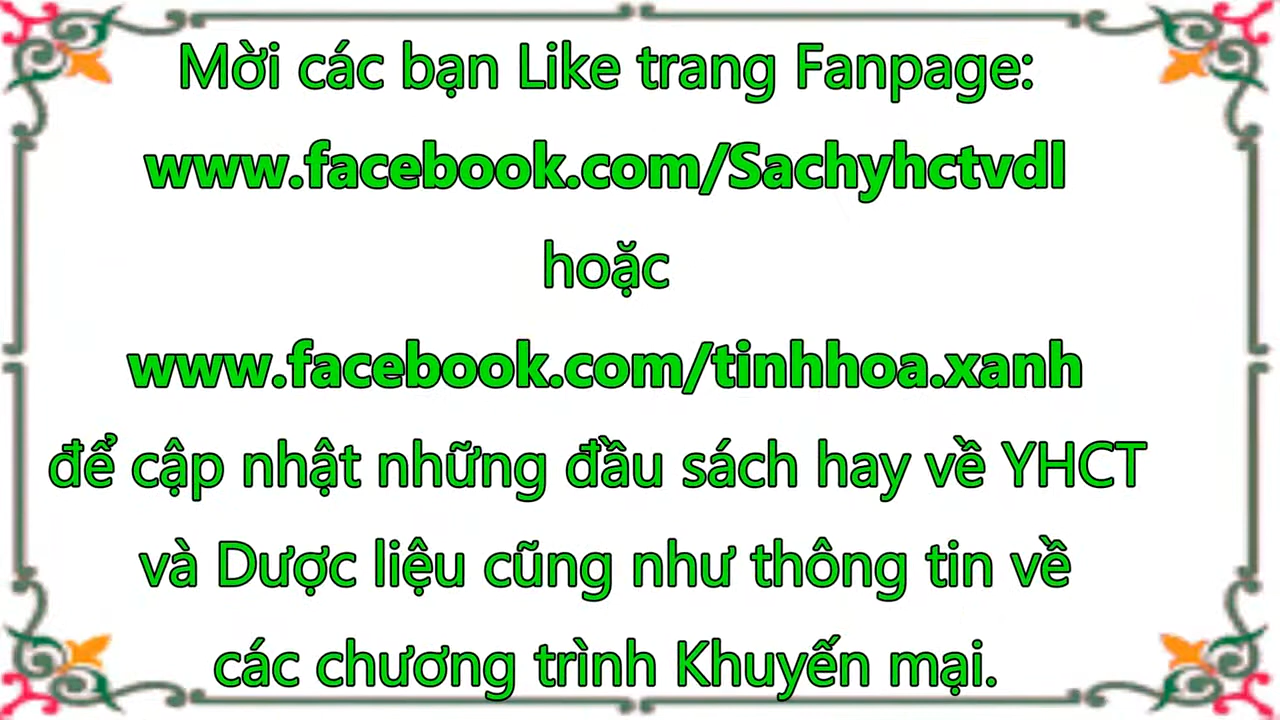 Mời các bạn Like trang Fanpage:
www.facebook.com/Sachyhctvdl
hoặc
www.facebook.com/tinhhoa.xanh
để cập nhật những đầu sách hay về YHCT
và Dược liệu cũng như thông tin về
các chương trình Khuyến mại.